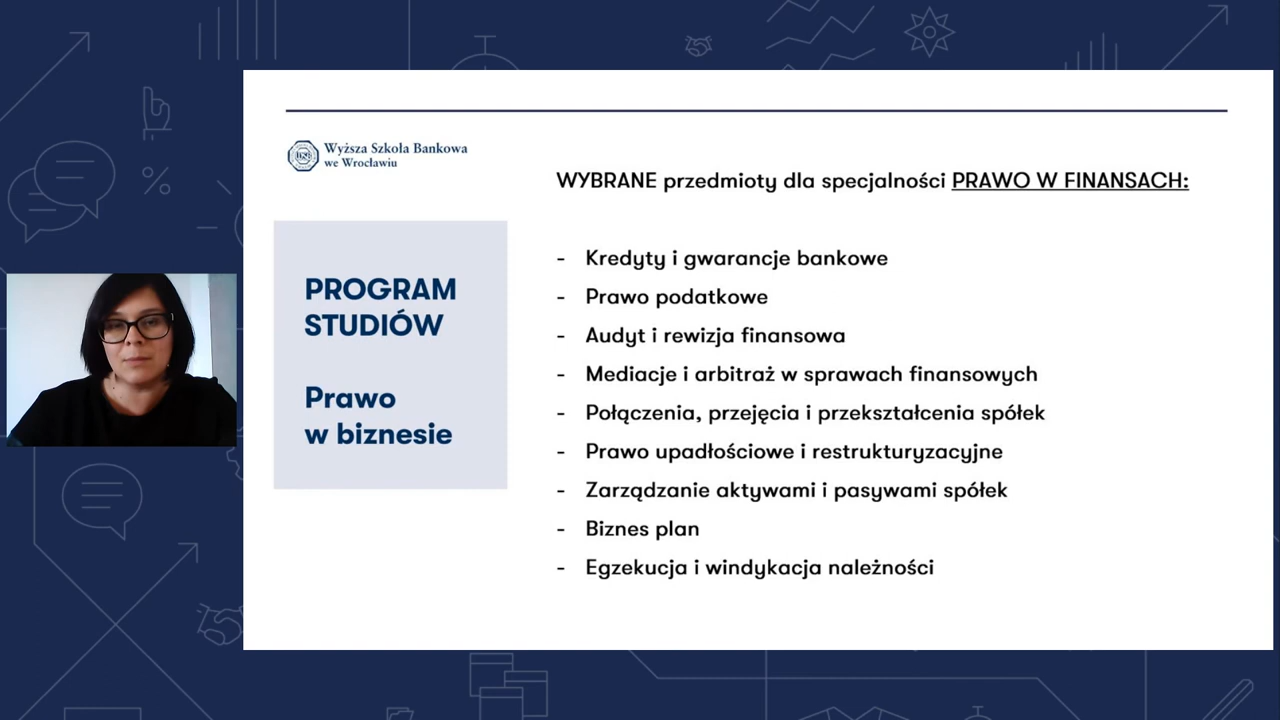 Wyższa Szkoła Bankowa
we Wrocławiu
WYBRANE przedmioty dla specjalności PRAWO W FINANSACH:
PROGRAM
STUDIÓW
Prawo
w biznesie
- Kredyty i gwarancje bankowe
- Prawo podatkowe
- Audyt i rewizja finansowa
- Mediacje i arbitraż w sprawach finansowych
- Połączenia, przejęcia i przekształcenia spółek
- Prawo upadłościowe i restrukturyzacyjne
- Zarządzanie aktywami i pasywami spółek
- Biznes plan
- Egzekucja i windykacja należności